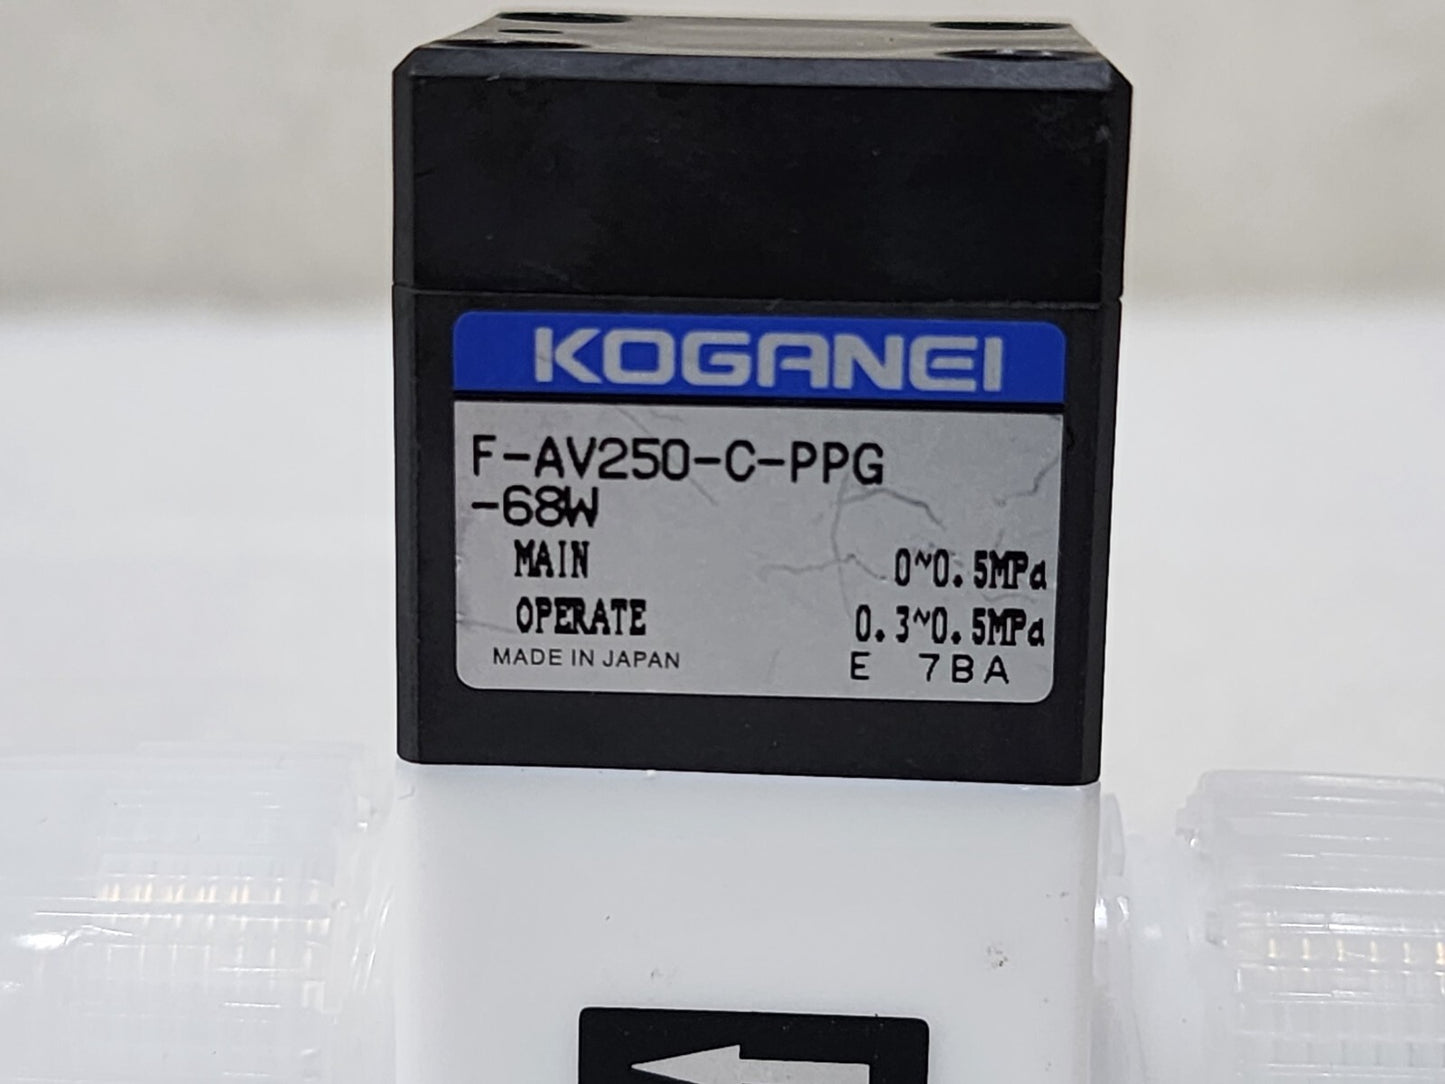 KOGANEI
F-AV250-C-PPG
-68W
MAIN 0~0.5MPa
OPERATE 0.3~0.5MPa
MADE IN JAPAN E 7BA